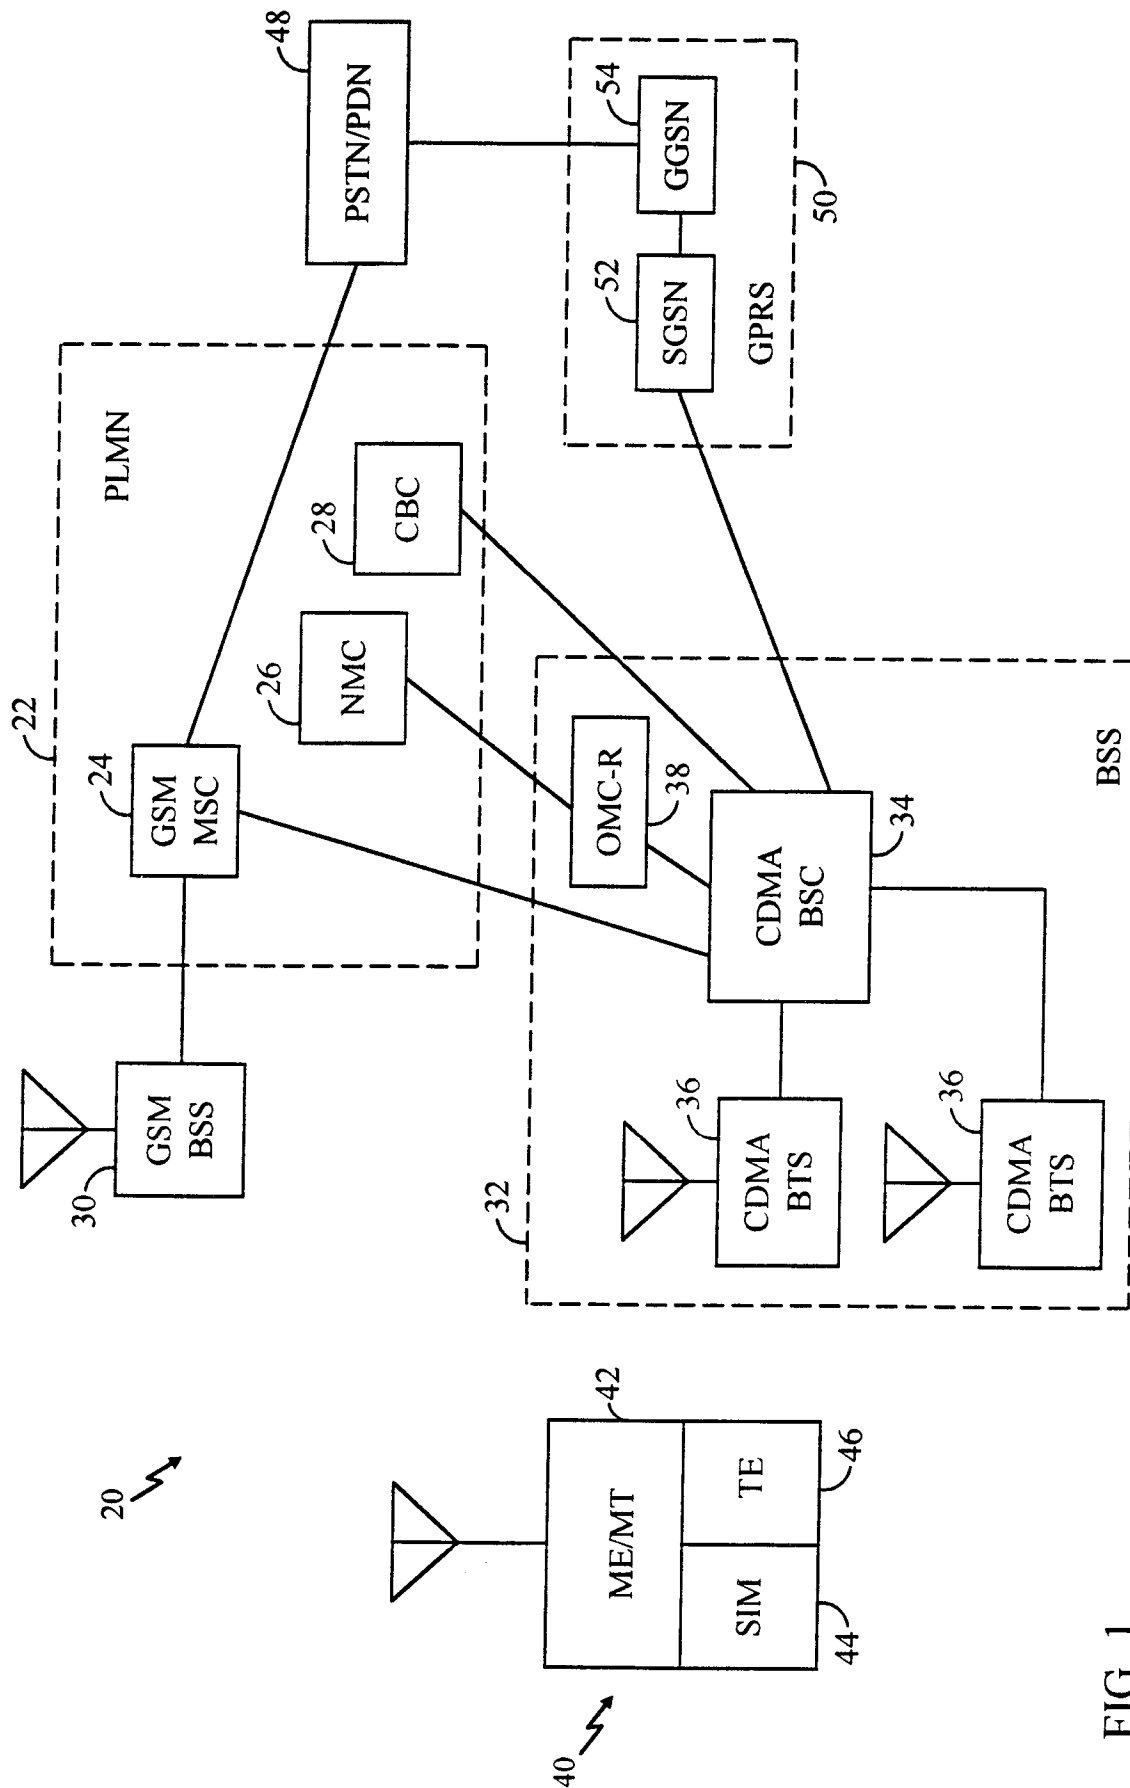 20
40
ME/MT
42
SIM
44
TE
46
30
GSM
BSS
22
24
GSM
MSC
PLMN
26
NMC
28
CBC
48
PSTN/PDN
32
OMC-R
38
CDMA
BSC
34
36
CDMA
BTS
36
CDMA
BTS
BSS
52
SGSN
54
GGSN
GPRS
50
FIG. 1